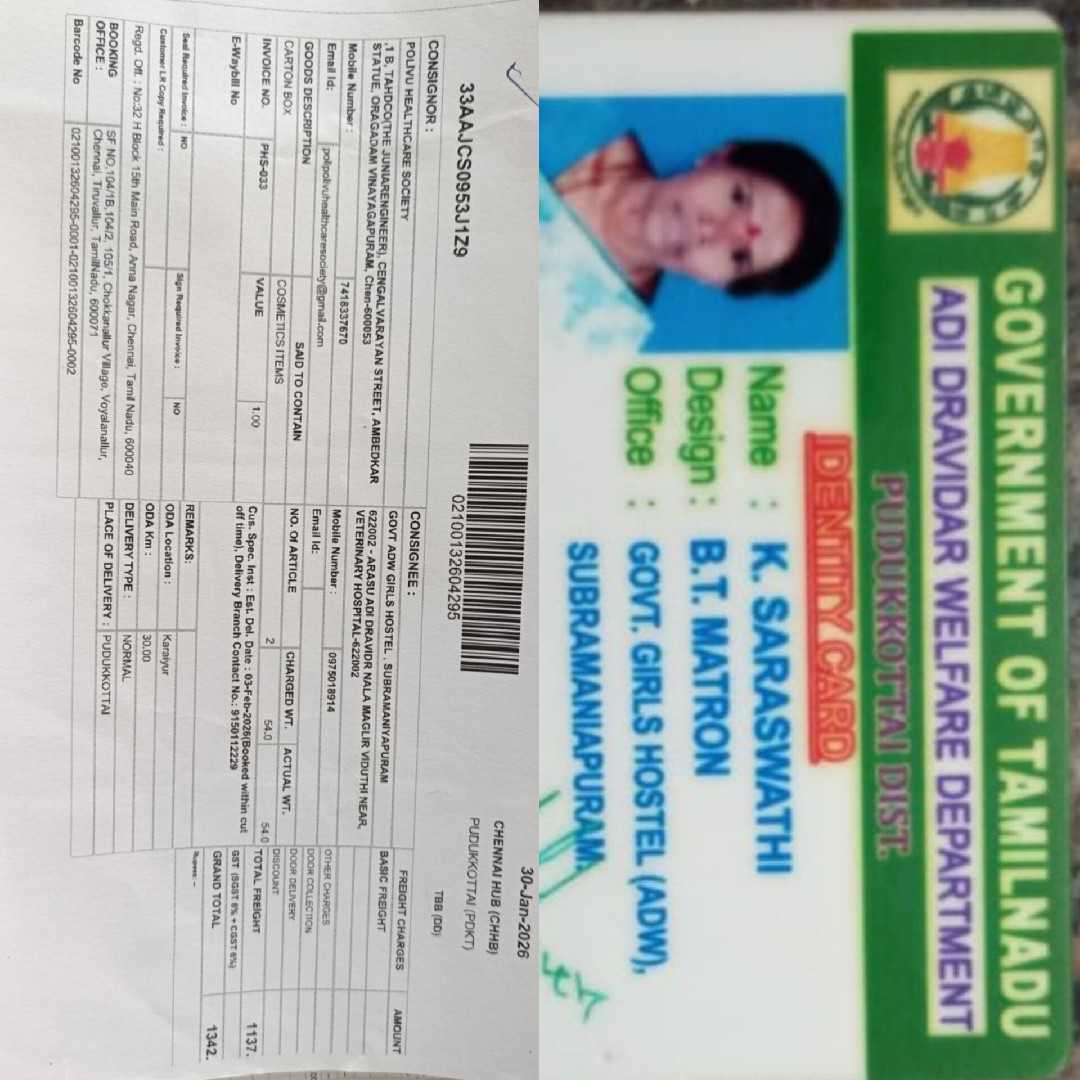 33AAJCS0953J1Z9
02100132604295
30-Jan-2026
CHENNAI HUB (CHHB)
PUDUKKOTTAI (PDKT)
TBB (DD)
CONSIGNOR :
POLIVU HEALTHCARE SOCIETY
,1 B, TAHDCO(THE JUNIARENGINEER), CENGALVARAYAN STREET, AMBEDKAR
STATUE, ORAGADAM VINAYAGAPURAM, Chen-600053
Mobile Number : 7418337670
Email Id: polipolivuhealthcaresociety@gmail.com
GOODS DESCRIPTION SAID TO CONTAIN
CARTON BOX COSMETICS ITEMS
INVOICE NO. PHS-033 VALUE 1.00
E-Waybill No
Seal Required Invoice : NO Sign Required Invoice : NO
Customer LR Copy Required :
Regd. Off. : No:32 H Block 15th Main Road, Anna Nagar, Chennai, Tamil Nadu, 600040
BOOKING OFFICE : SF NO.104/1B,104/2, 105/1, Chokkanallur Village, Voyalanallur,
Chennai, Tiruvallur, TamilNadu, 600071
Barcode No 02100132604295-0001-02100132604295-0002
CONSIGNEE :
GOVT ADW GIRLS HOSTEL , SUBRAMANIYAPURAM
622002 - ARASU ADI DRAVIDR NALA MAGLIR VIDUTHI NEAR,
VETERINARY HOSPITAL-622002
Mobile Number : 0975018914
Email Id:
NO. Of ARTICLE 2 CHARGED WT. 54.0 ACTUAL WT. 54.0
Cus. Spec. Inst : Est. Del. Date : 03-Feb-2026(Booked within cut
off time), Delivery Branch Contact No.: 9150112229
REMARKS:
ODA Location : Karaiyur
ODA Km : 30.00
DELIVERY TYPE : NORMAL
PLACE OF DELIVERY : PUDUKKOTTAI
FREIGHT CHARGES AMOUNT
BASIC FREIGHT
OTHER CHARGES
DOOR COLLECTION
DOOR DELIVERY
DISCOUNT
TOTAL FREIGHT 1137.
GST (SGST 6% + CGST 6%)
GRAND TOTAL 1342.
Rupees: --
GOVERNMENT OF TAMILNADU
ADI DRAVIDAR WELFARE DEPARTMENT
PUDUKKOTTAI DIST.
IDENTITY CARD
Name : K. SARASWATHI
Design : B.T. MATRON
Office : GOVT. GIRLS HOSTEL (ADW),
SUBRAMANIAPURAM